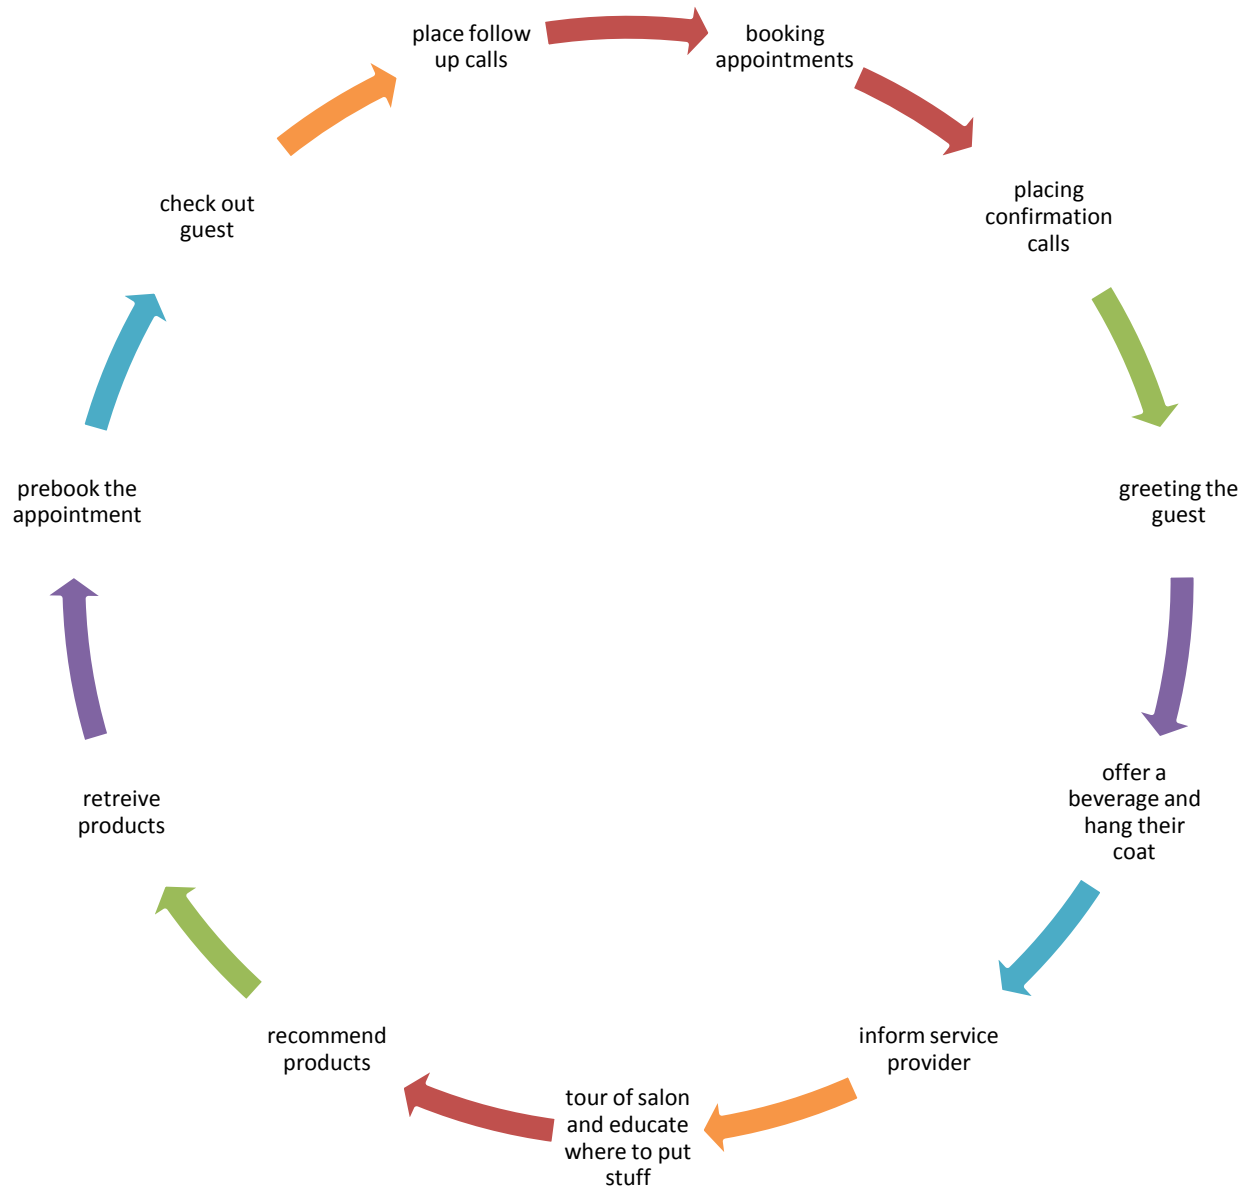 place follow
up calls
booking
appointments
placing
confirmation
calls
greeting the
guest
offer a
beverage and
hang their
coat
inform service
provider
tour of salon
and educate
where to put
stuff
recommend
products
retreive
products
prebook the
appointment
check out
guest